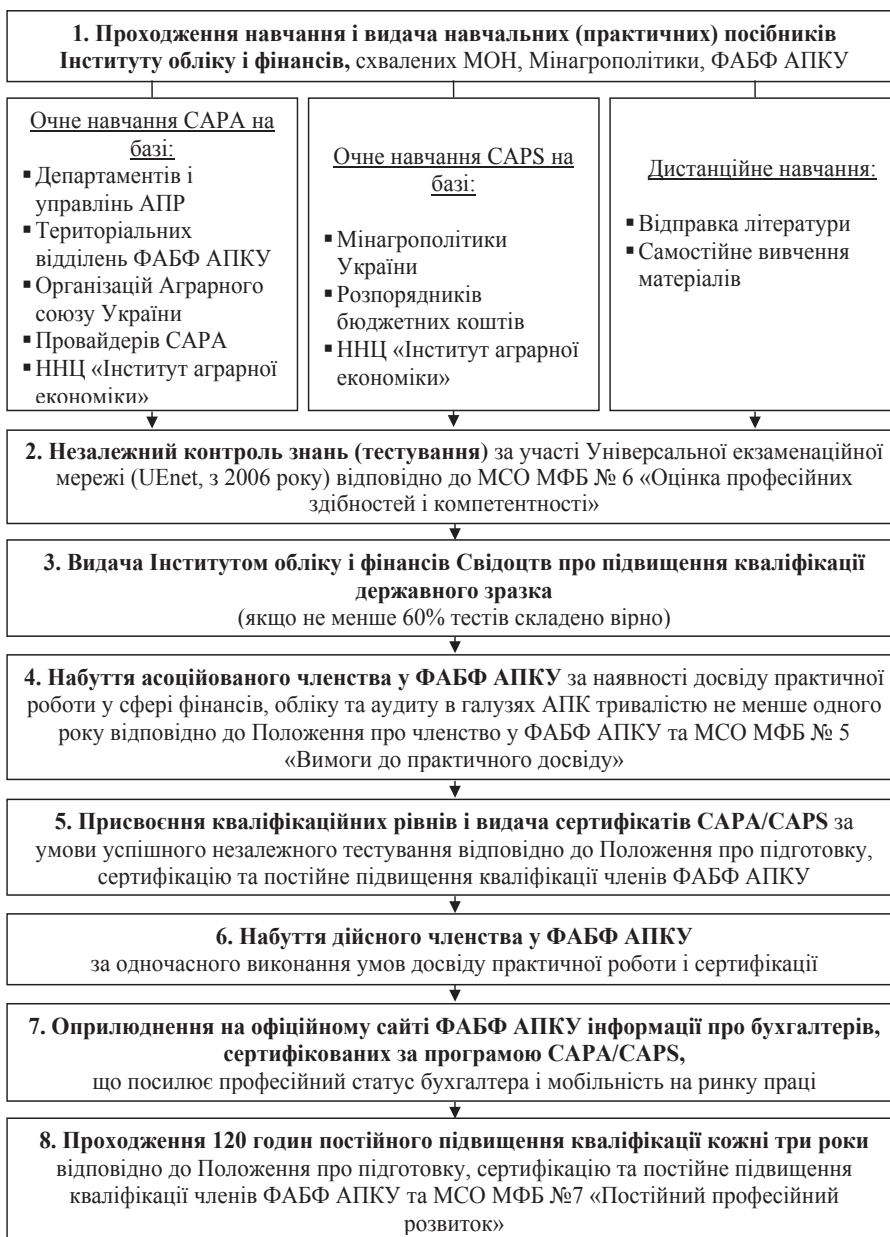 1. Проходження навчання і видача навчальних (практичних) посібників
Інституту обліку і фінансів, схвалених МОН, Мінагрополітики, ФАБФ АПКУ
Очне навчання САРА на
базі:
▪ Департаментів і
управлінь АПР
▪ Територіальних
відділень ФАБФ АПКУ
▪ Організацій Аграрного
союзу України
▪ Провайдерів САРА
▪ ННЦ «Інститут аграрної
економіки»
Очне навчання CAPS на
базі:
▪ Мінагрополітики
України
▪ Розпорядників
бюджетних коштів
▪ ННЦ «Інститут аграрної
економіки»
Дистанційне навчання:
▪ Відправка літератури
▪ Самостійне вивчення
матеріалів
2. Незалежний контроль знань (тестування) за участі Універсальної екзаменаційної
мережі (UEnet, з 2006 року) відповідно до МСО МФБ № 6 «Оцінка професійних
здібностей і компетентності»
3. Видача Інститутом обліку і фінансів Свідоцтв про підвищення кваліфікації
державного зразка
(якщо не менше 60% тестів складено вірно)
4. Набуття асоційованого членства у ФАБФ АПКУ за наявності досвіду практичної
роботи у сфері фінансів, обліку та аудиту в галузях АПК тривалістю не менше одного
року відповідно до Положення про членство у ФАБФ АПКУ та МСО МФБ № 5
«Вимоги до практичного досвіду»
5. Присвоєння кваліфікаційних рівнів і видача сертифікатів CAPA/CAPS за
умови успішного незалежного тестування відповідно до Положення про підготовку,
сертифікацію та постійне підвищення кваліфікації членів ФАБФ АПКУ
6. Набуття дійсного членства у ФАБФ АПКУ
за одночасного виконання умов досвіду практичної роботи і сертифікації
7. Оприлюднення на офіційному сайті ФАБФ АПКУ інформації про бухгалтерів,
сертифікованих за програмою CAPA/CAPS,
що посилює професійний статус бухгалтера і мобільність на ринку праці
8. Проходження 120 годин постійного підвищення кваліфікації кожні три роки
відповідно до Положення про підготовку, сертифікацію та постійне підвищення
кваліфікації членів ФАБФ АПКУ та МСО МФБ №7 «Постійний професійний
розвиток»